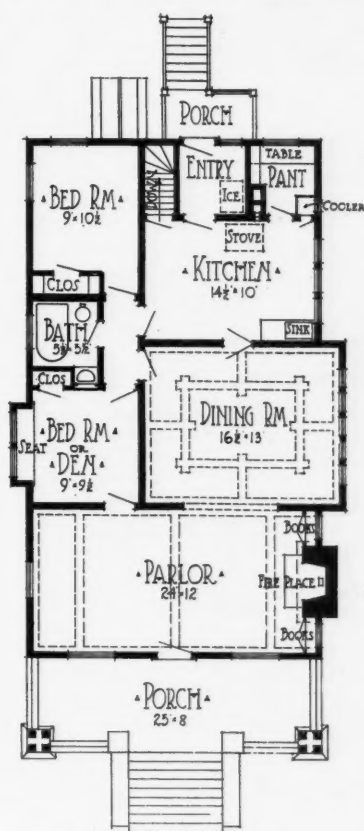 PORCH
ENTRY
ICE
TABLE
PANT
COOLER
DOWN
BED RM
9'×10½
CLOS
STOVE
KITCHEN
14½'×10'
SINK
BATH
5½'×5½'
CLOS
BED RM
OR
DEN
9'×9½
SEAT
DINING RM
16½×13
BOOKS
PARLOR
24'×12
FIRE PLACE
BOOKS
PORCH
25'×8